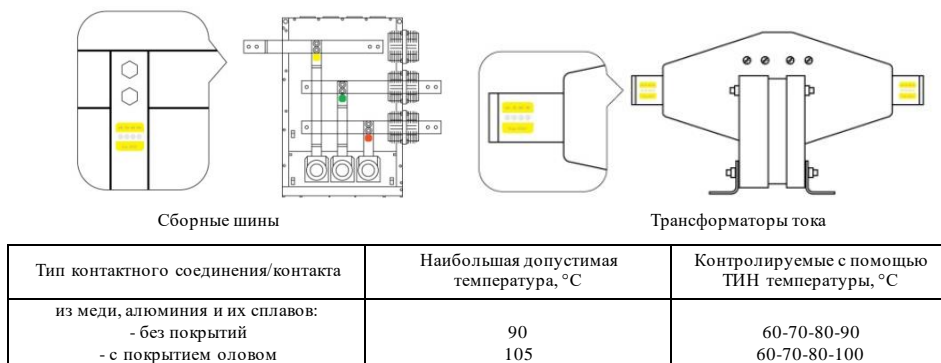 Сборные шины
Трансформаторы тока
Тип контактного соединения/контакта
Наибольшая допустимая
температура, °С
Контролируемые с помощью
ТИН температуры, °С
из меди, алюминия и их сплавов:
- без покрытий
90
60-70-80-90
- с покрытием оловом
105
60-70-80-100